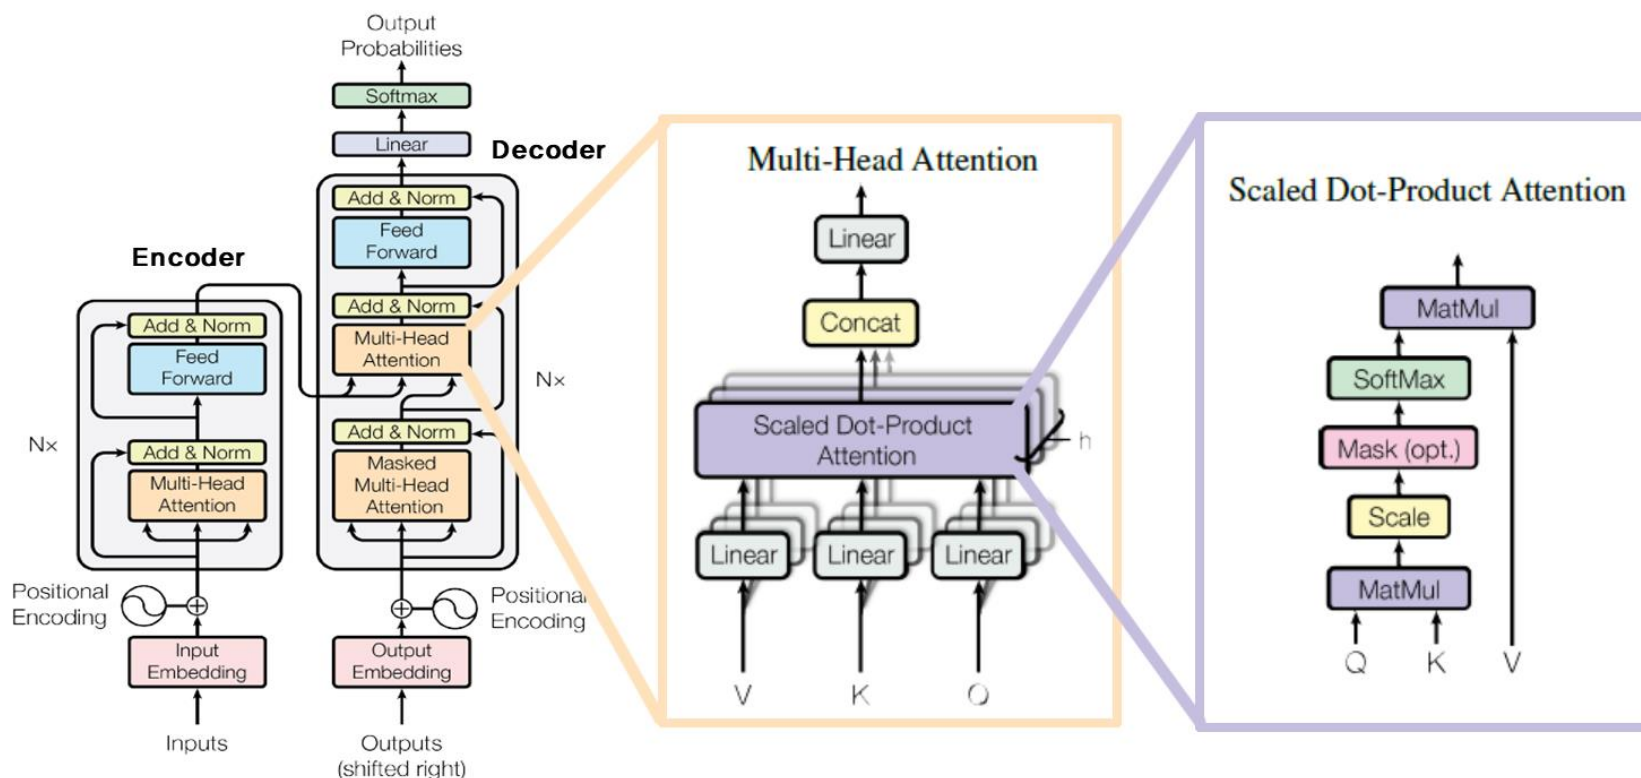 Output
Probabilities
Softmax
Linear
Decoder
Add & Norm
Feed
Forward
Add & Norm
Multi-Head
Attention
Nx
Add & Norm
Masked
Multi-Head
Attention
Positional
Encoding
Output
Embedding
Outputs
(shifted right)
Encoder
Add & Norm
Feed
Forward
Nx
Add & Norm
Multi-Head
Attention
Positional
Encoding
Input
Embedding
Inputs
Multi-Head Attention
Linear
Concat
Scaled Dot-Product
Attention
h
Linear
Linear
Linear
V
K
Q
Scaled Dot-Product Attention
MatMul
SoftMax
Mask (opt.)
Scale
MatMul
Q
K
V